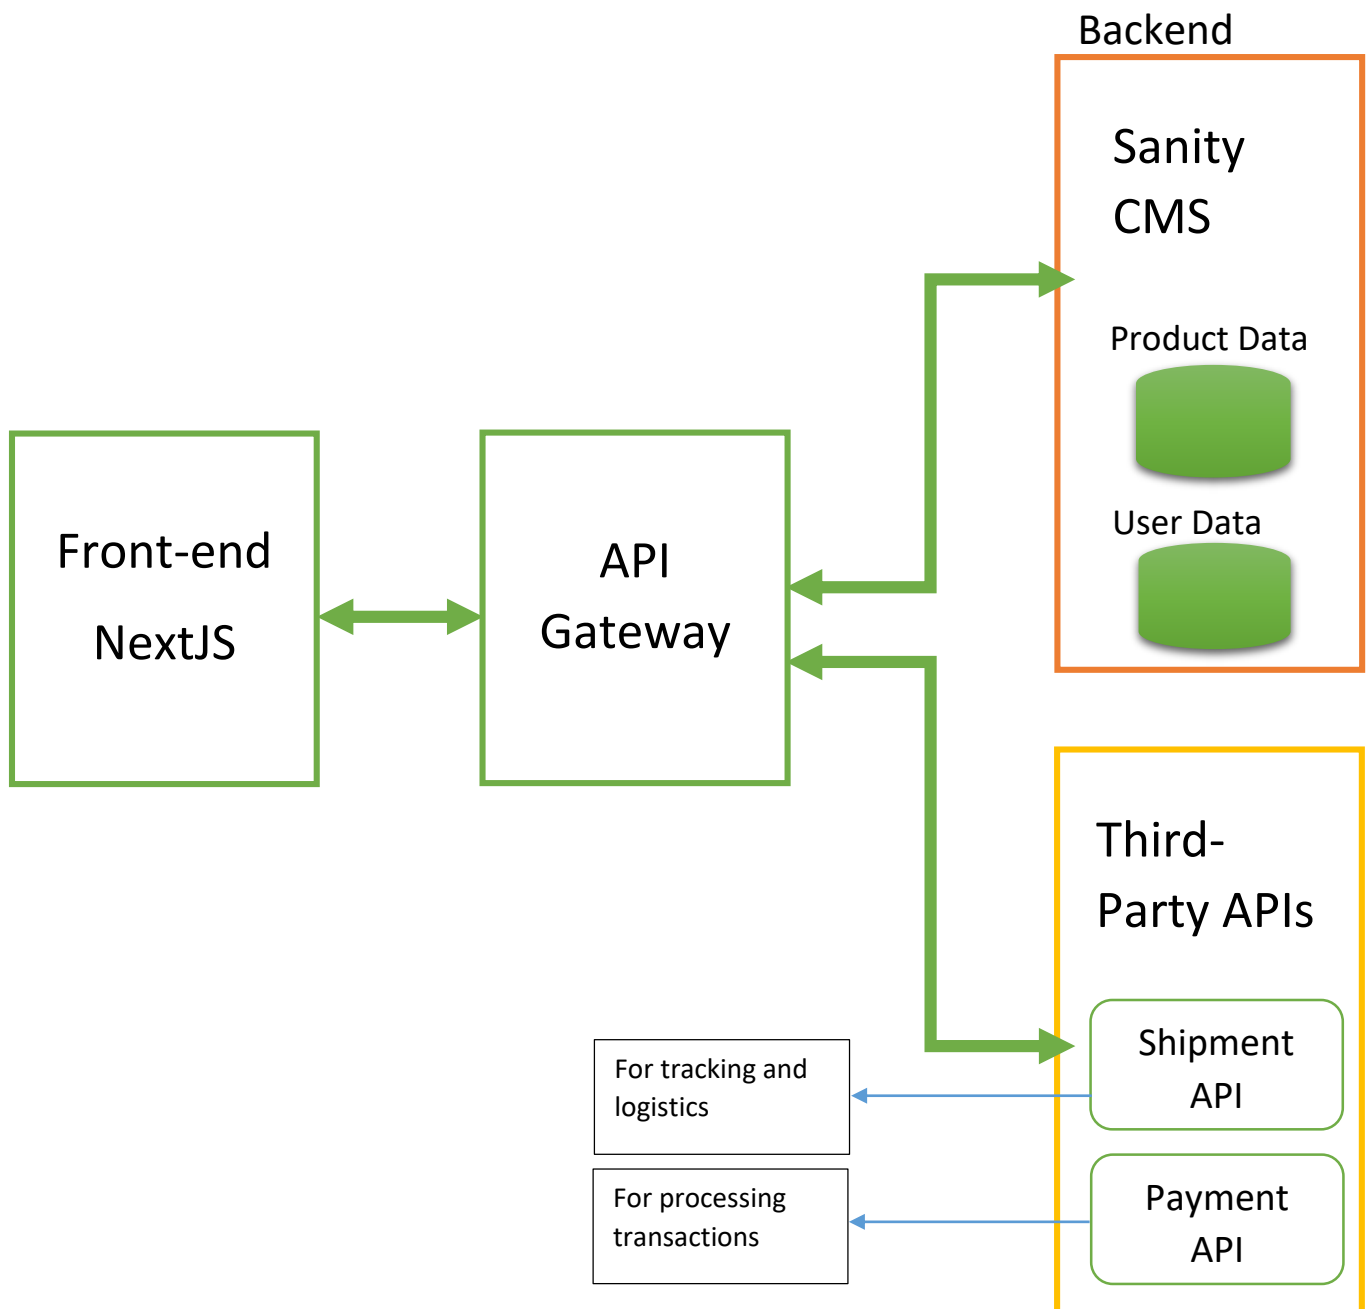 Backend
Sanity
CMS
Product Data
User Data
Front-end
NextJS
API
Gateway
Third-
Party APIs
Shipment
API
For tracking and
logistics
Payment
API
For processing
transactions